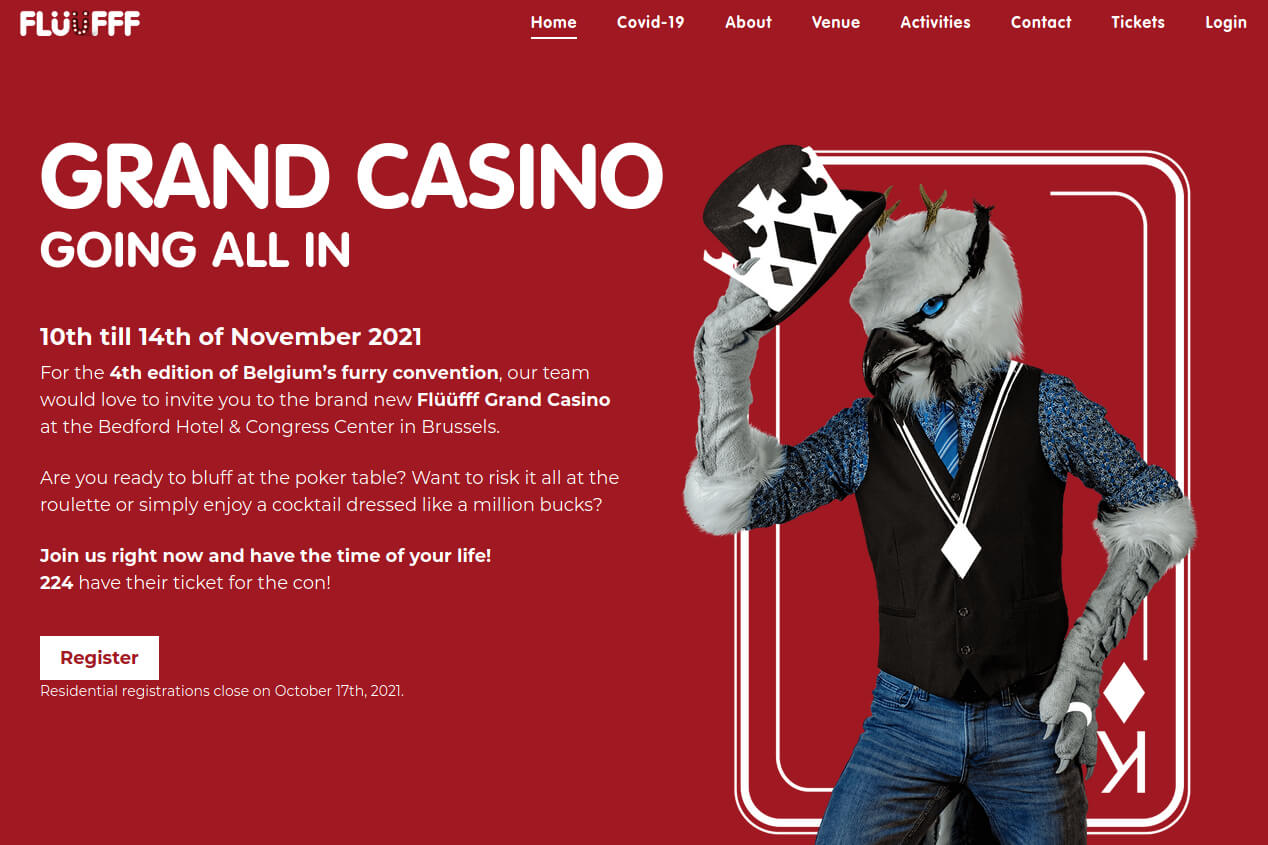 FLÜÜFFF
Home Covid-19 About Venue Activities Contact Tickets Login
GRAND CASINO
GOING ALL IN
10th till 14th of November 2021
For the 4th edition of Belgium’s furry convention, our team
would love to invite you to the brand new Flüüfff Grand Casino
at the Bedford Hotel & Congress Center in Brussels.
Are you ready to bluff at the poker table? Want to risk it all at the
roulette or simply enjoy a cocktail dressed like a million bucks?
Join us right now and have the time of your life!
224 have their ticket for the con!
Register
Residential registrations close on October 17th, 2021.
K